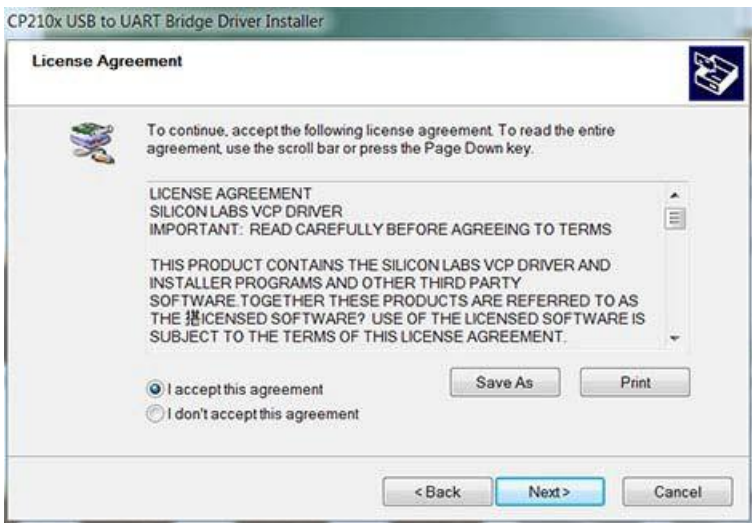 CP210x USB to UART Bridge Driver Installer
License Agreement
To continue, accept the following license agreement. To read the entire
agreement, use the scroll bar or press the Page Down key.
LICENSE AGREEMENT
SILICON LABS VCP DRIVER
IMPORTANT: READ CAREFULLY BEFORE AGREEING TO TERMS
THIS PRODUCT CONTAINS THE SILICON LABS VCP DRIVER AND
INSTALLER PROGRAMS AND OTHER THIRD PARTY
SOFTWARE.TOGETHER THESE PRODUCTS ARE REFERRED TO AS
THE 揕ICENSED SOFTWARE? USE OF THE LICENSED SOFTWARE IS
SUBJECT TO THE TERMS OF THIS LICENSE AGREEMENT.
I accept this agreement
Save As
Print
I don't accept this agreement
< Back
Next >
Cancel